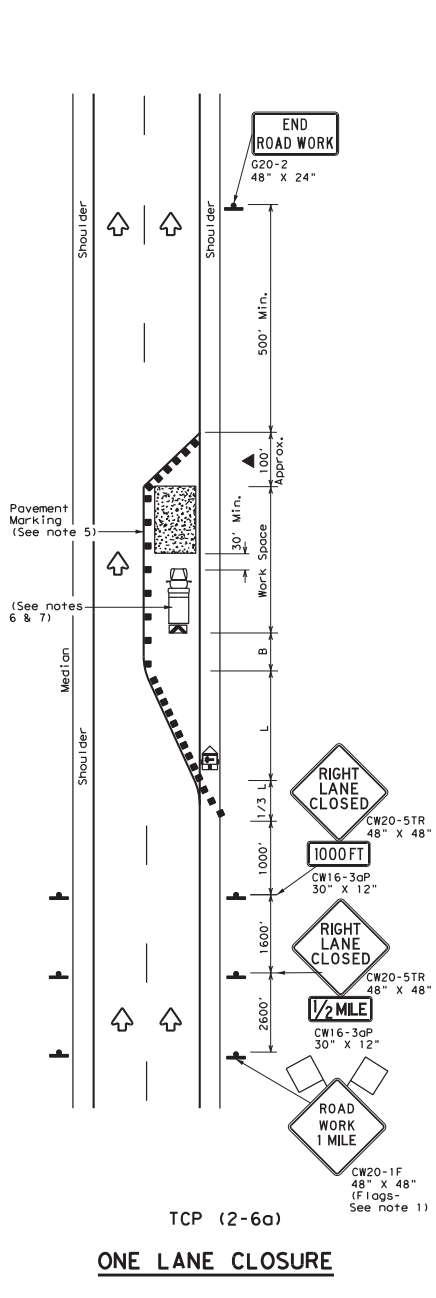 END
ROAD WORK
G20-2
48" X 24"
Shoulder
Shoulder
500' Min.
100'
Approx.
30' Min.
Work Space
Pavement
Marking
(See note 5)
(See notes
6 & 7)
B
Median
L
Shoulder
1/3 L
RIGHT
LANE
CLOSED
CW20-5TR
48" X 48"
1000 FT
CW16-3aP
30" X 12"
1000'
RIGHT
LANE
CLOSED
CW20-5TR
48" X 48"
1/2 MILE
CW16-3aP
30" X 12"
1600'
2600'
ROAD
WORK
1 MILE
CW20-1F
48" X 48"
(Flags-
See note 1)
TCP (2-6a)
ONE LANE CLOSURE